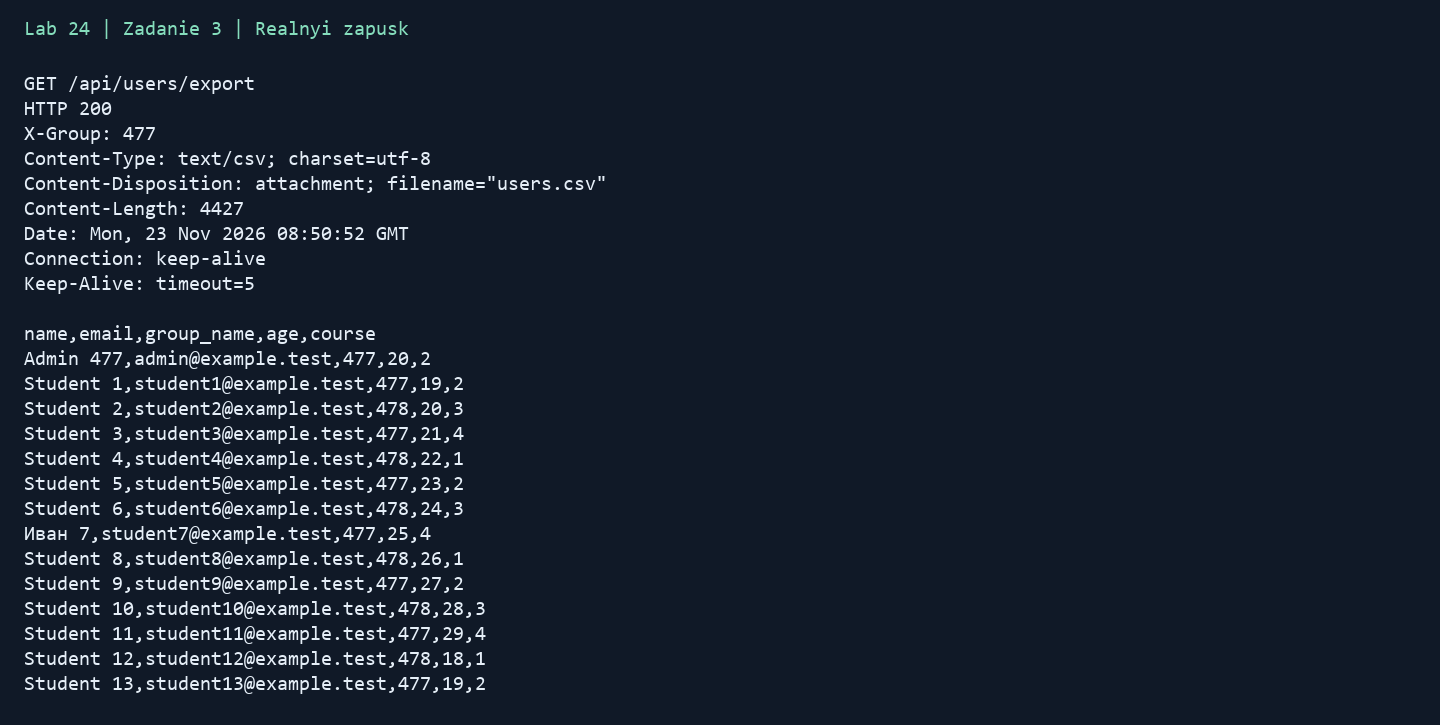 Lab 24 | Zadanie 3 | Realnyi zapusk
GET /api/users/export
HTTP 200
X-Group: 477
Content-Type: text/csv; charset=utf-8
Content-Disposition: attachment; filename="users.csv"
Content-Length: 4427
Date: Mon, 23 Nov 2026 08:50:52 GMT
Connection: keep-alive
Keep-Alive: timeout=5
name,email,group_name,age,course
Admin 477,admin@example.test,477,20,2
Student 1,student1@example.test,477,19,2
Student 2,student2@example.test,478,20,3
Student 3,student3@example.test,477,21,4
Student 4,student4@example.test,478,22,1
Student 5,student5@example.test,477,23,2
Student 6,student6@example.test,478,24,3
Иван 7,student7@example.test,477,25,4
Student 8,student8@example.test,478,26,1
Student 9,student9@example.test,477,27,2
Student 10,student10@example.test,478,28,3
Student 11,student11@example.test,477,29,4
Student 12,student12@example.test,478,18,1
Student 13,student13@example.test,477,19,2